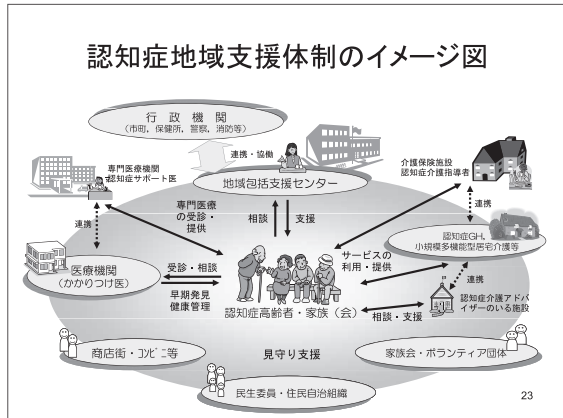 認知症地域支援体制のイメージ図
行 政 機 関
(市町，保健所，警察，消防等)
専門医療機関
認知症サポート医
連携・協働
地域包括支援センター
介護保険施設
認知症介護指導者
専門医療
の受診・
提供
相談
支援
連携
連携
認知症GH，
小規模多機能型居宅介護等
サービスの
利用・提供
医療機関
(かかりつけ医)
受診・相談
早期発見
健康管理
認知症高齢者・家族（会）
連携
認知症介護アドバ
イザーのいる施設
相談・支援
商店街・コンビニ等
見守り支援
家族会・ボランティア団体
民生委員・住民自治組織
23